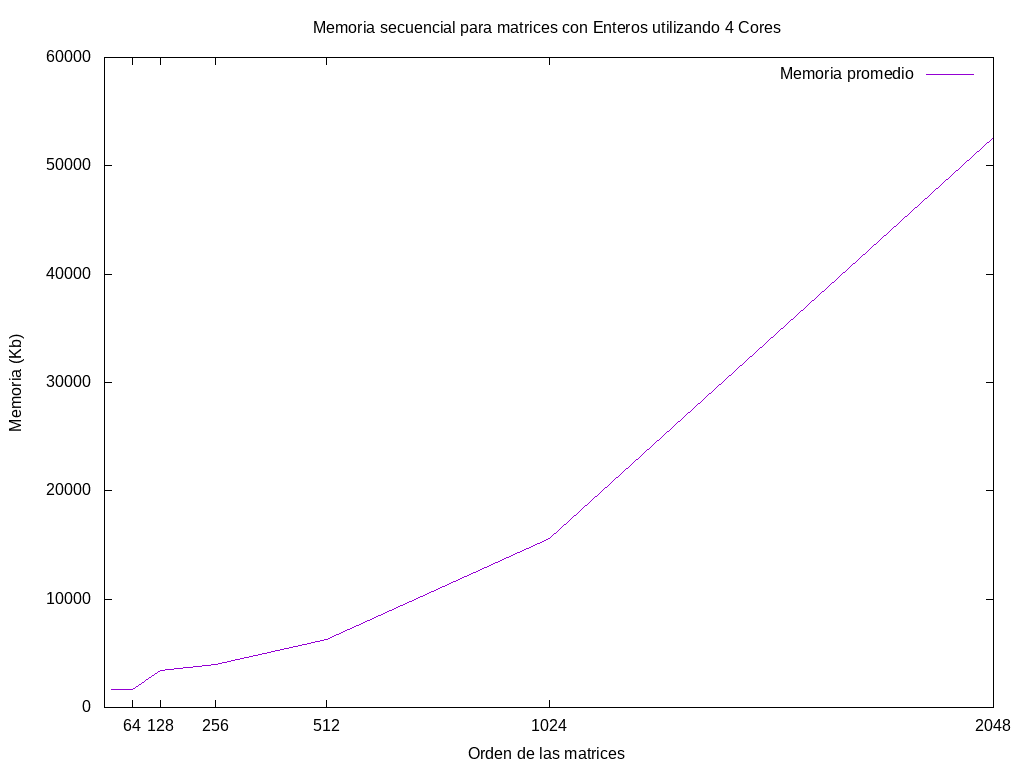 Memoria secuencial para matrices con Enteros utilizando 4 Cores
60000
Memoria promedio
50000
40000
Memoria (Kb)
30000
20000
10000
0
64 128 256 512 1024 2048
Orden de las matrices